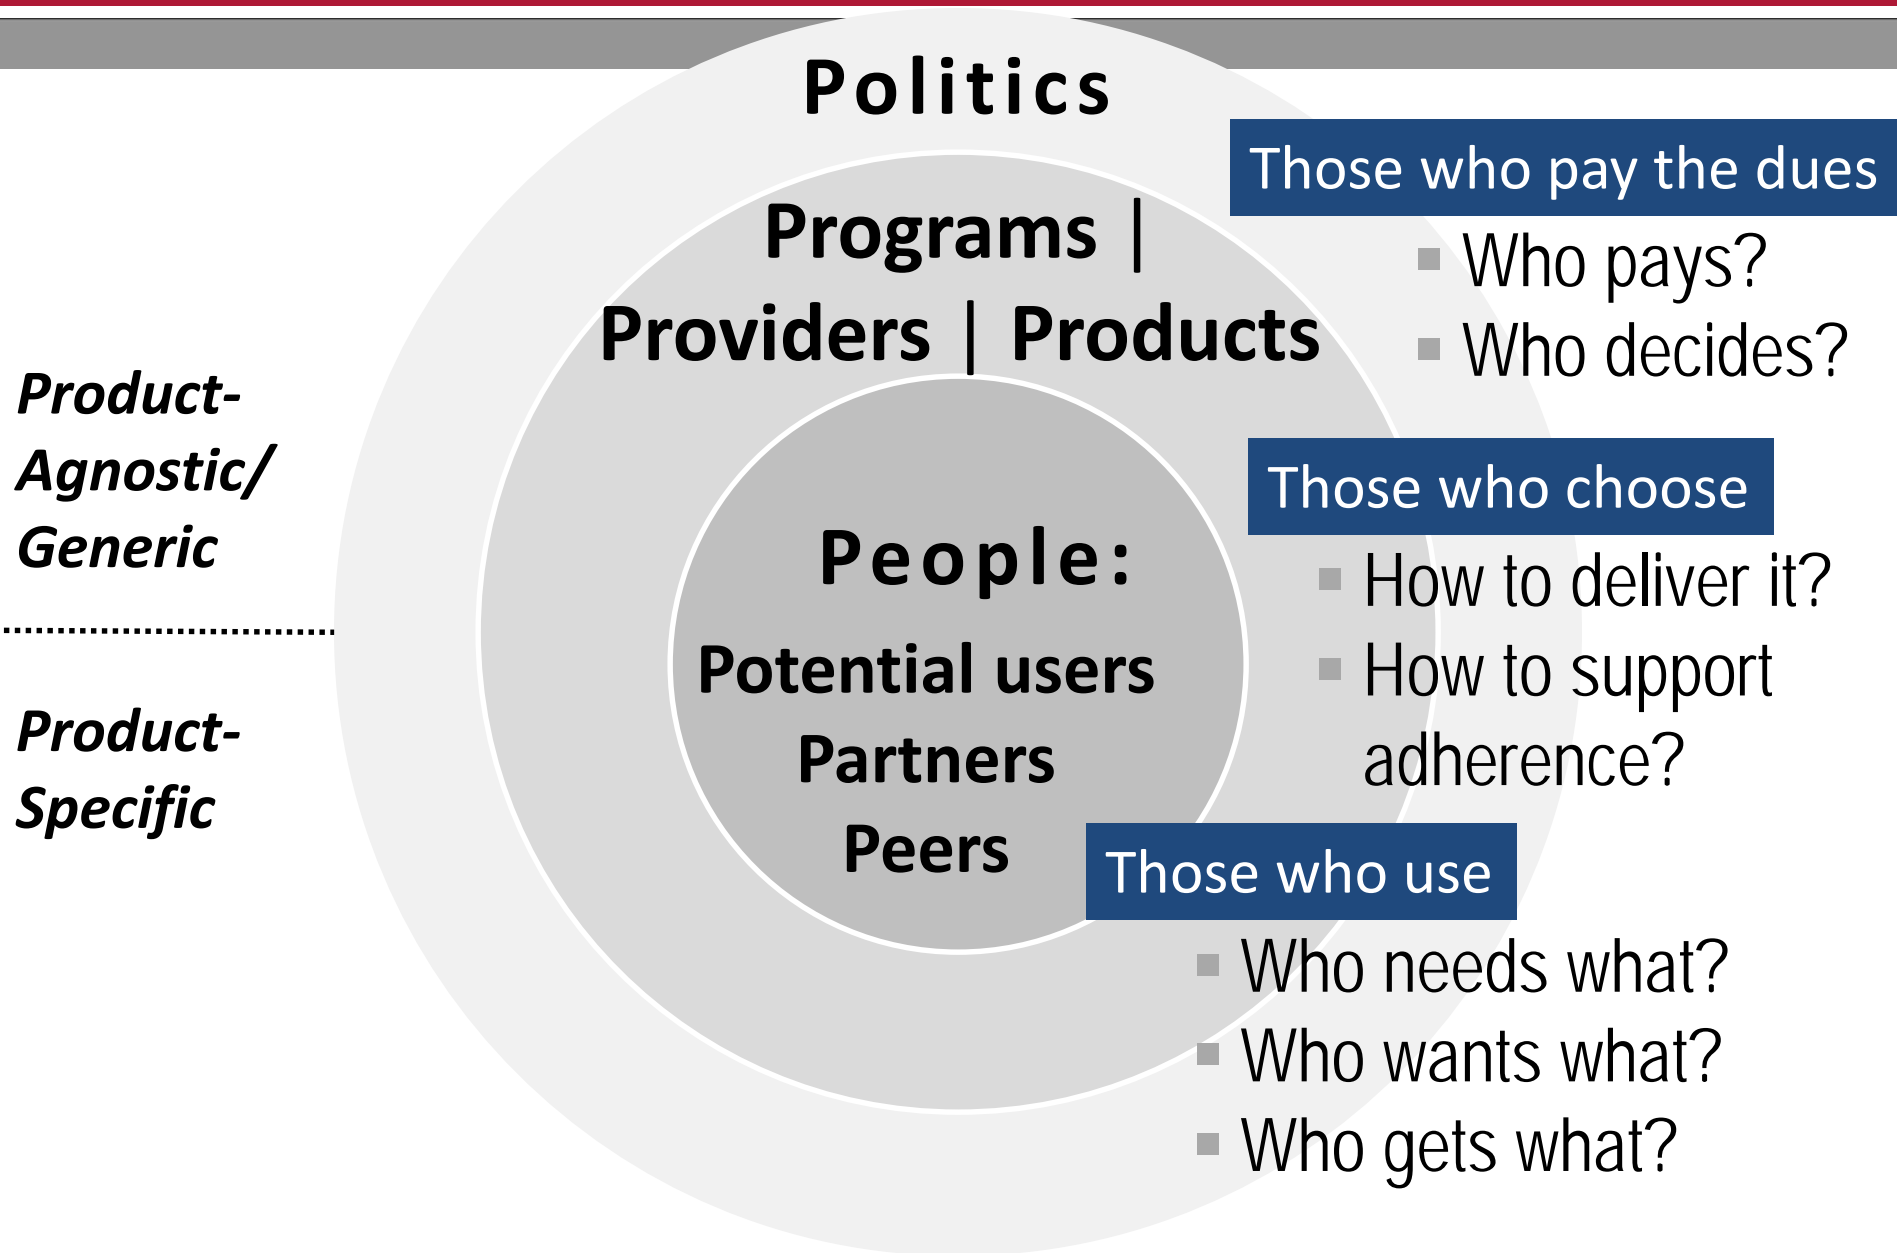 Politics
Programs |
Providers | Products
People:
Potential users
Partners
Peers
Product-
Agnostic/
Generic
Product-
Specific
Those who pay the dues
▪ Who pays?
▪ Who decides?
Those who choose
▪ How to deliver it?
▪ How to support
adherence?
Those who use
▪ Who needs what?
▪ Who wants what?
▪ Who gets what?